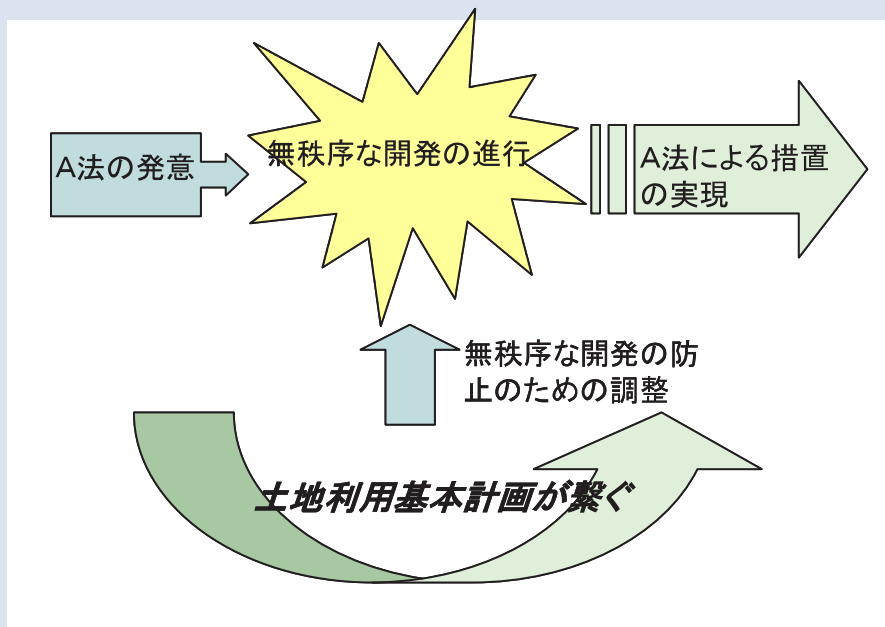 A法の発意
無秩序な開発の進行
A法による措置
の実現
無秩序な開発の防
止のための調整
土地利用基本計画が繋ぐ